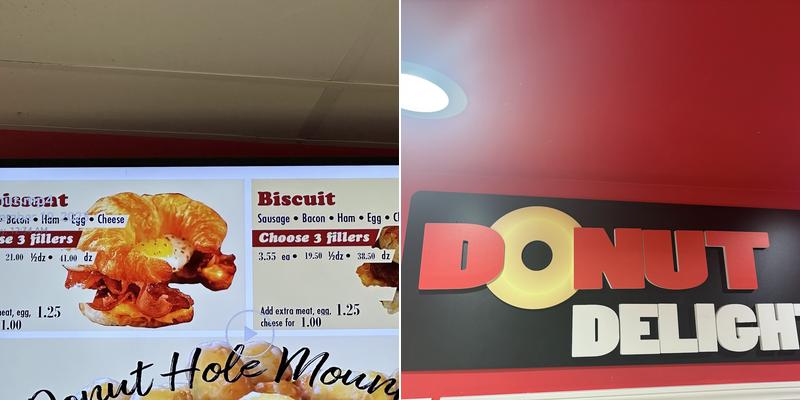 Bacon • Ham • Egg • Cheese
se 3 fillers
21.00 ½dz • 41.00 dz
meat, egg, 1.25
1.00
Biscuit
Sausage • Bacon • Ham • Egg • C
Choose 3 fillers
3.55 ea • 19.50 ½dz • 38.50 dz
Add extra meat, egg, 1.25
cheese for 1.00
Donut Hole Moun
DONUT
DELIGHT